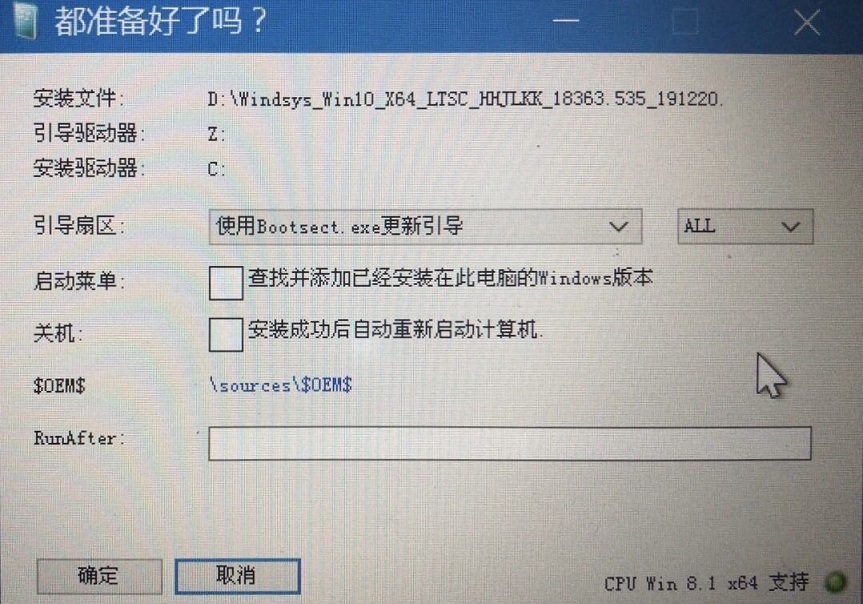 都准备好了吗？
安装文件: D:\Windsys_Win10_X64_LTSC_HHJLKK_18363.535_191220.
引导驱动器: Z:
安装驱动器: C:
引导扇区: 使用Bootsect.exe更新引导 ALL
启动菜单: 查找并添加已经安装在此电脑的Windows版本
关机: 安装成功后自动重新启动计算机.
$OEM$ \sources\$OEM$
RunAfter:
确定 取消 CPU Win 8.1 x64 支持